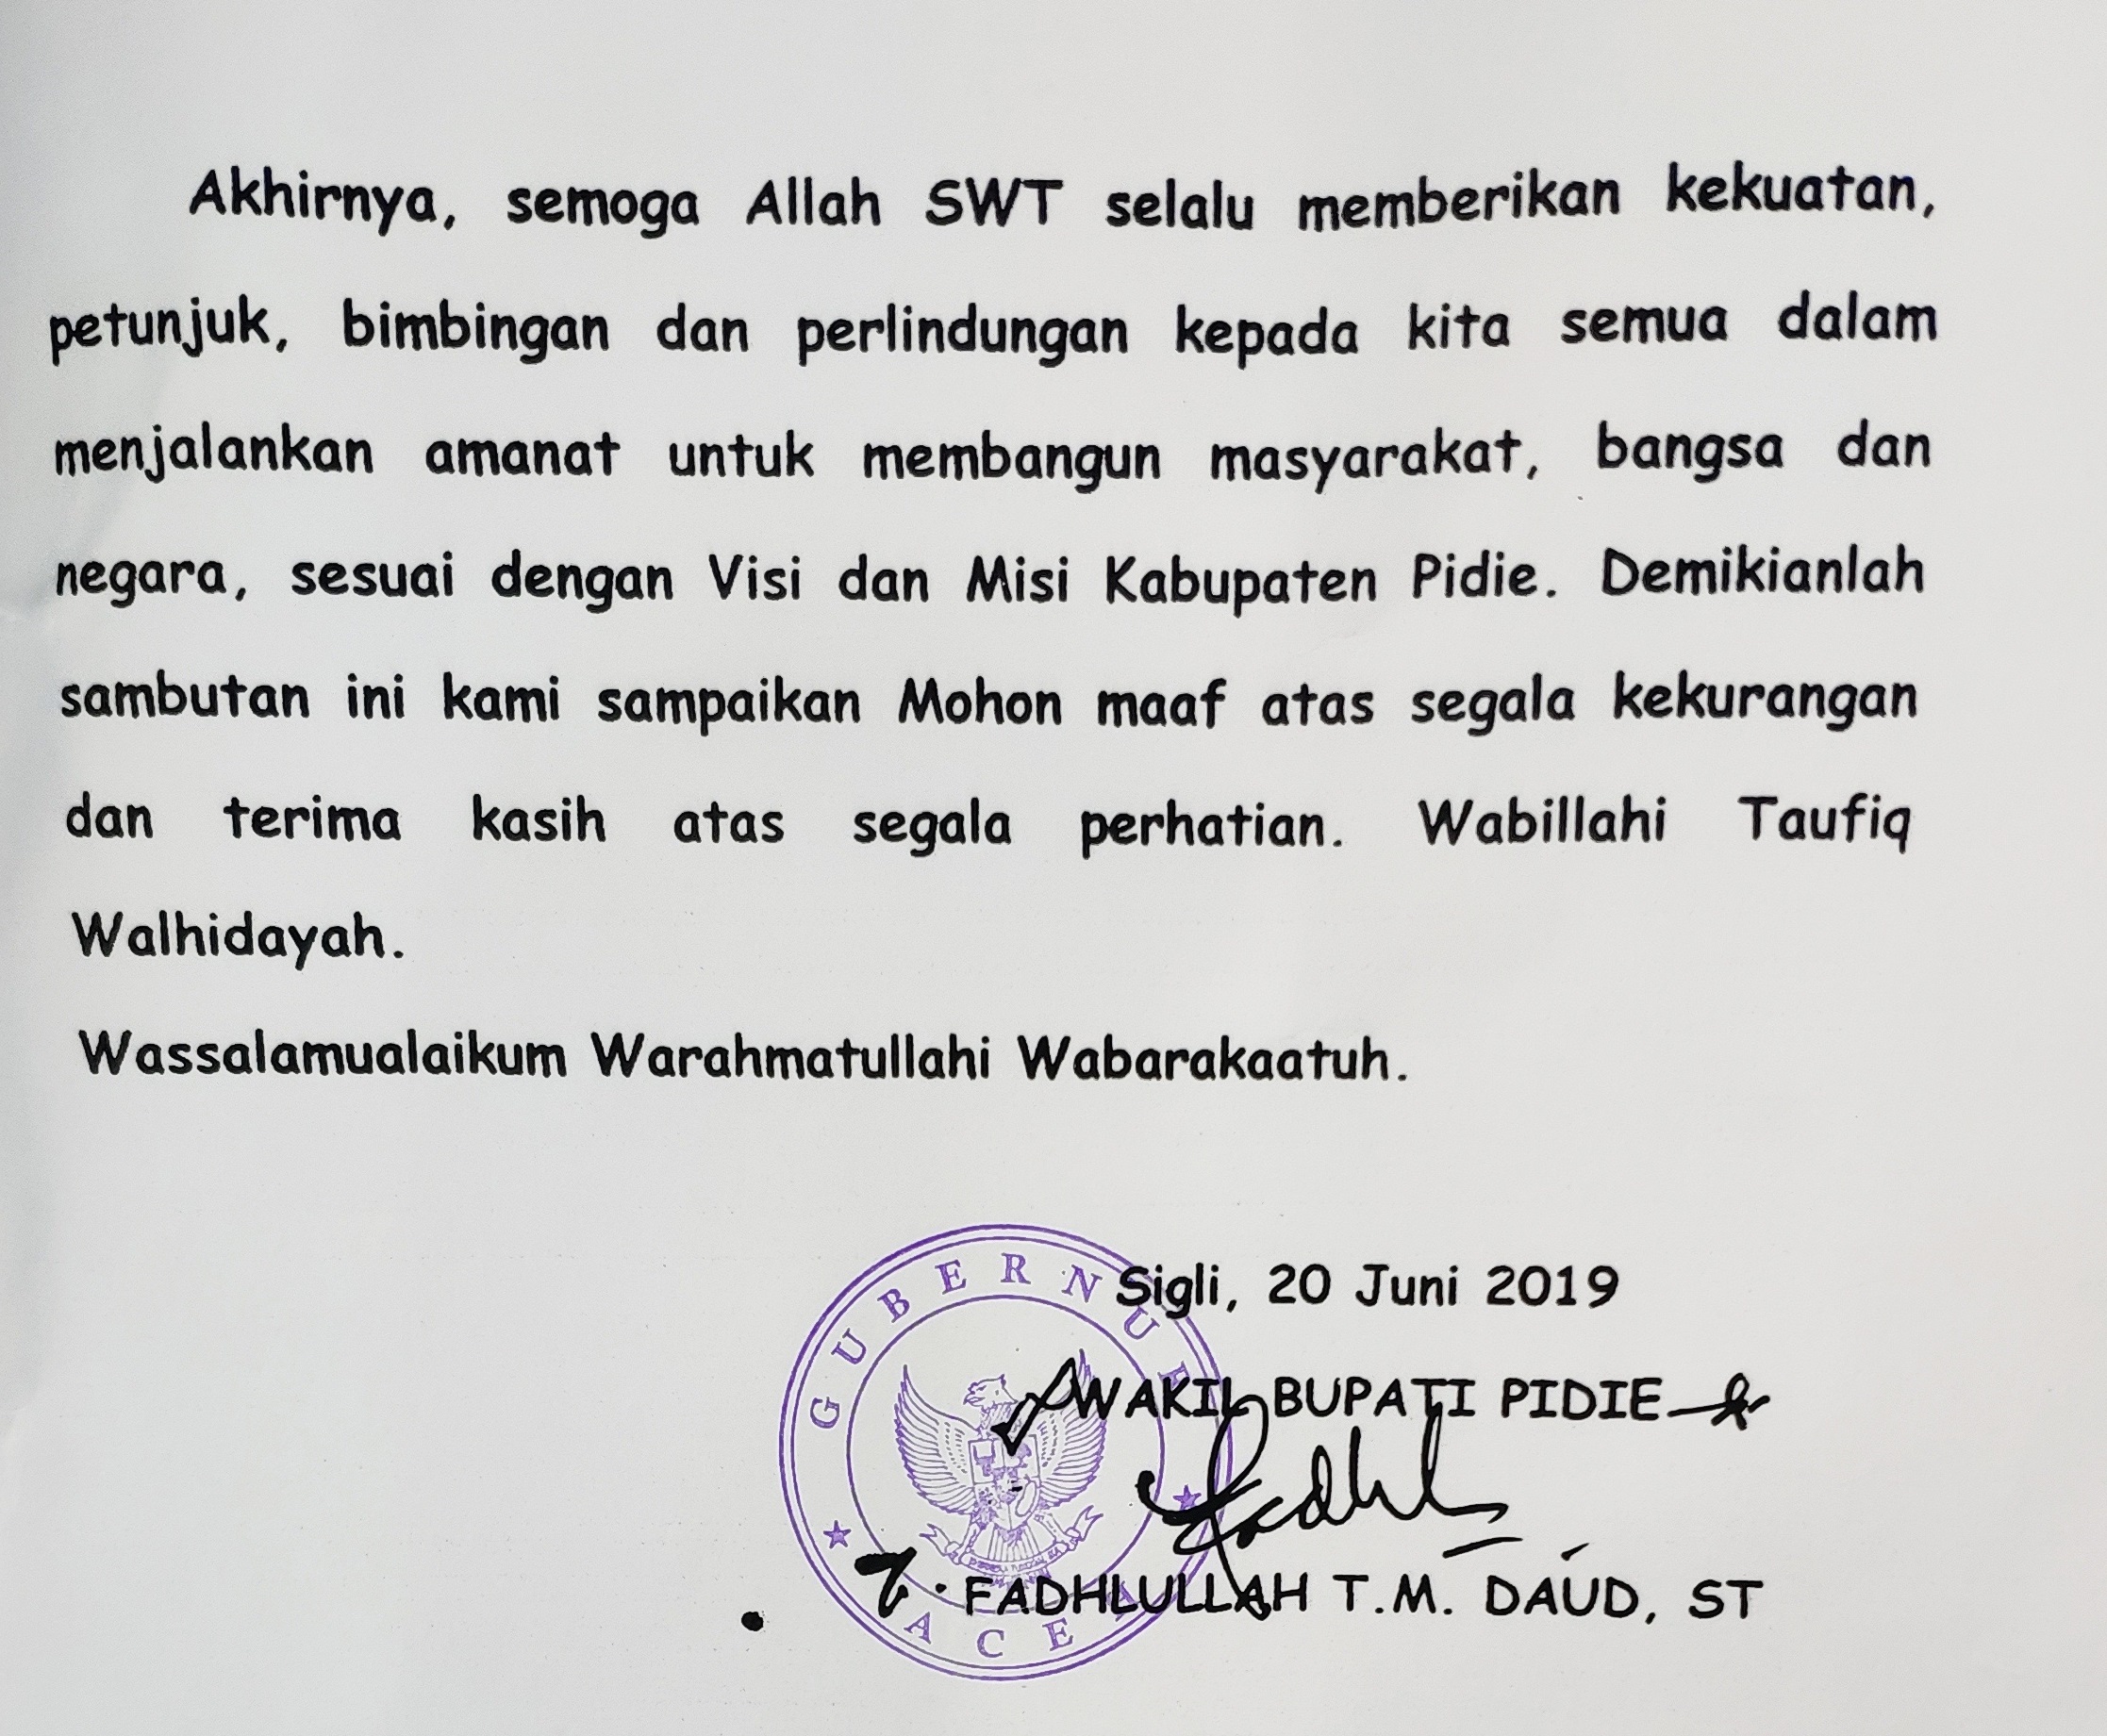 Akhirnya, semoga Allah SWT selalu memberikan kekuatan,
petunjuk, bimbingan dan perlindungan kepada kita semua dalam
menjalankan amanat untuk membangun masyarakat, bangsa dan
negara, sesuai dengan Visi dan Misi Kabupaten Pidie. Demikianlah
sambutan ini kami sampaikan Mohon maaf atas segala kekurangan
dan terima kasih atas segala perhatian. Wabillahi Taufiq
Walhidayah.
Wassalamualaikum Warahmatullahi Wabarakaatuh.
GUBERNUR
Sigli, 20 Juni 2019
WAKIL BUPATI PIDIE
FADHLULLAH T.M. DAUD, ST
ACEH